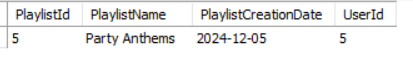 PlaylistId PlaylistName PlaylistCreationDate UserId
5 Party Anthems 2024-12-05 5